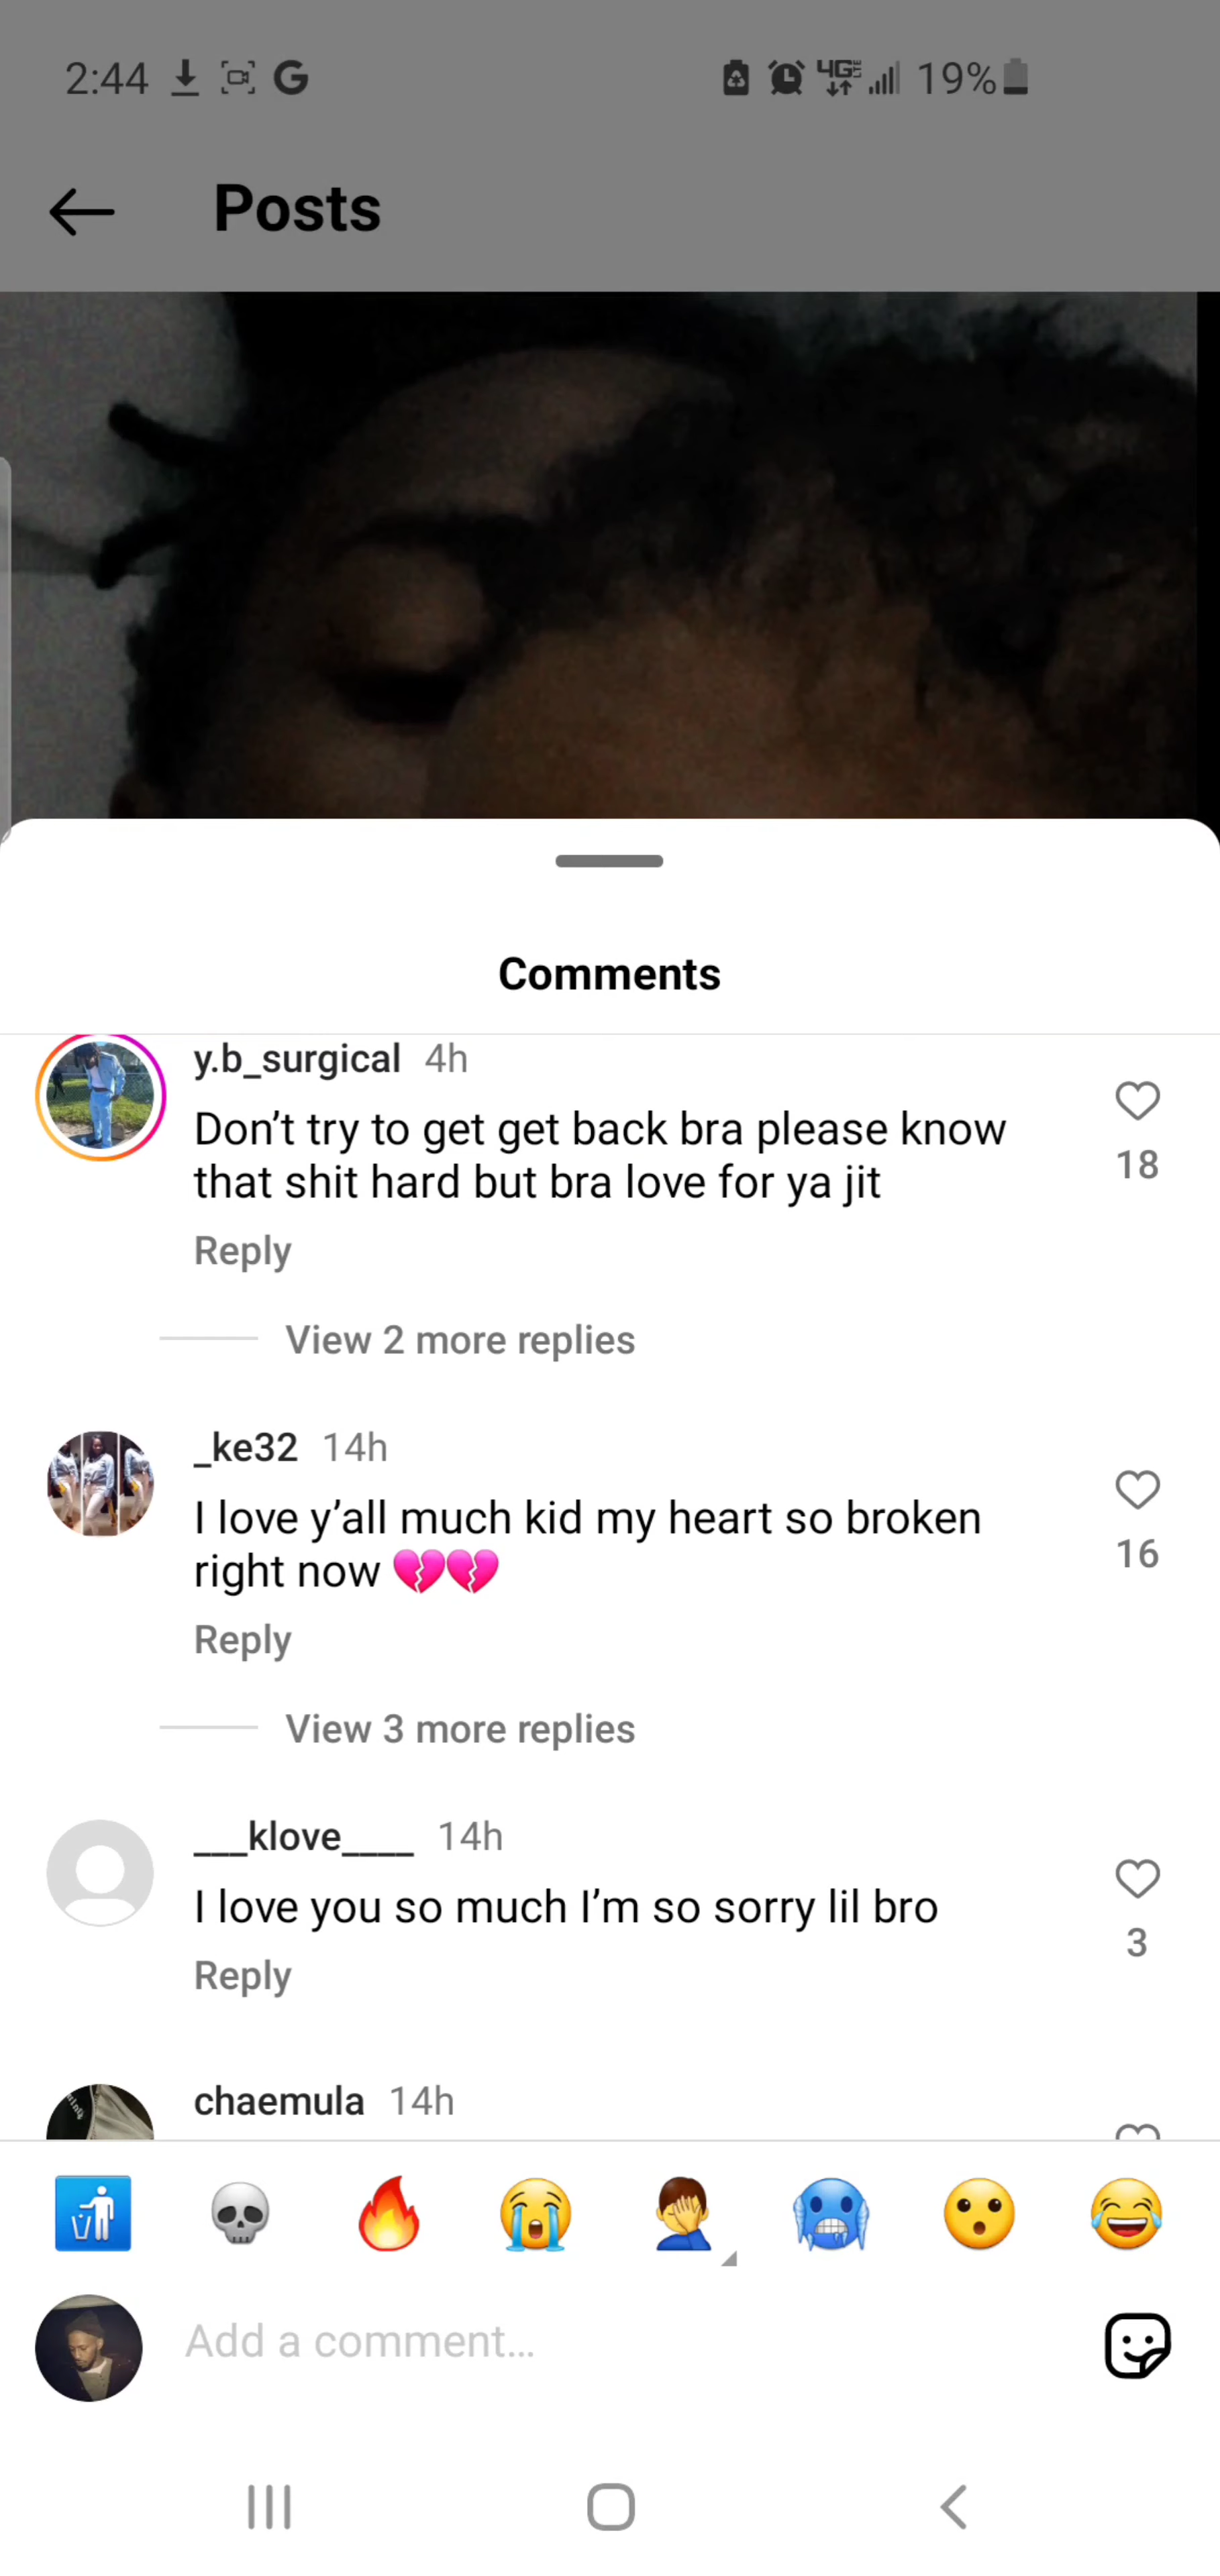 2:44 G 4G LTE 19%
Posts
Comments
y.b_surgical 4h
Don’t try to get get back bra please know
that shit hard but bra love for ya jit
18
Reply
View 2 more replies
_ke32 14h
I love y’all much kid my heart so broken
right now 💔💔
16
Reply
View 3 more replies
___klove____ 14h
I love you so much I’m so sorry lil bro
3
Reply
chaemula 14h
Add a comment...